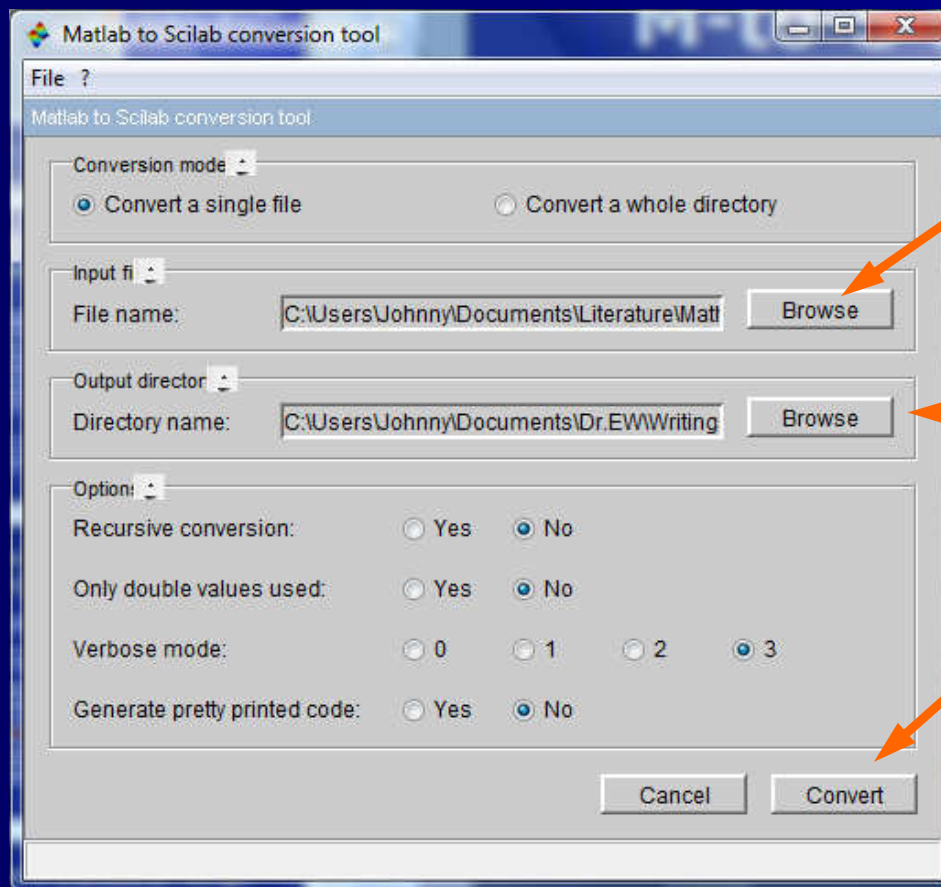 Matlab to Scilab conversion tool
File ?
Matlab to Scilab conversion tool
Conversion mode
Convert a single file Convert a whole directory
Input fi
File name: C:\Users\Johnny\Documents\Literature\Mat Browse
Output director
Directory name: C:\Users\Johnny\Documents\Dr.EW\Writing Browse
Options
Recursive conversion: Yes No
Only double values used: Yes No
Verbose mode: 0 1 2 3
Generate pretty printed code: Yes No
Cancel Convert